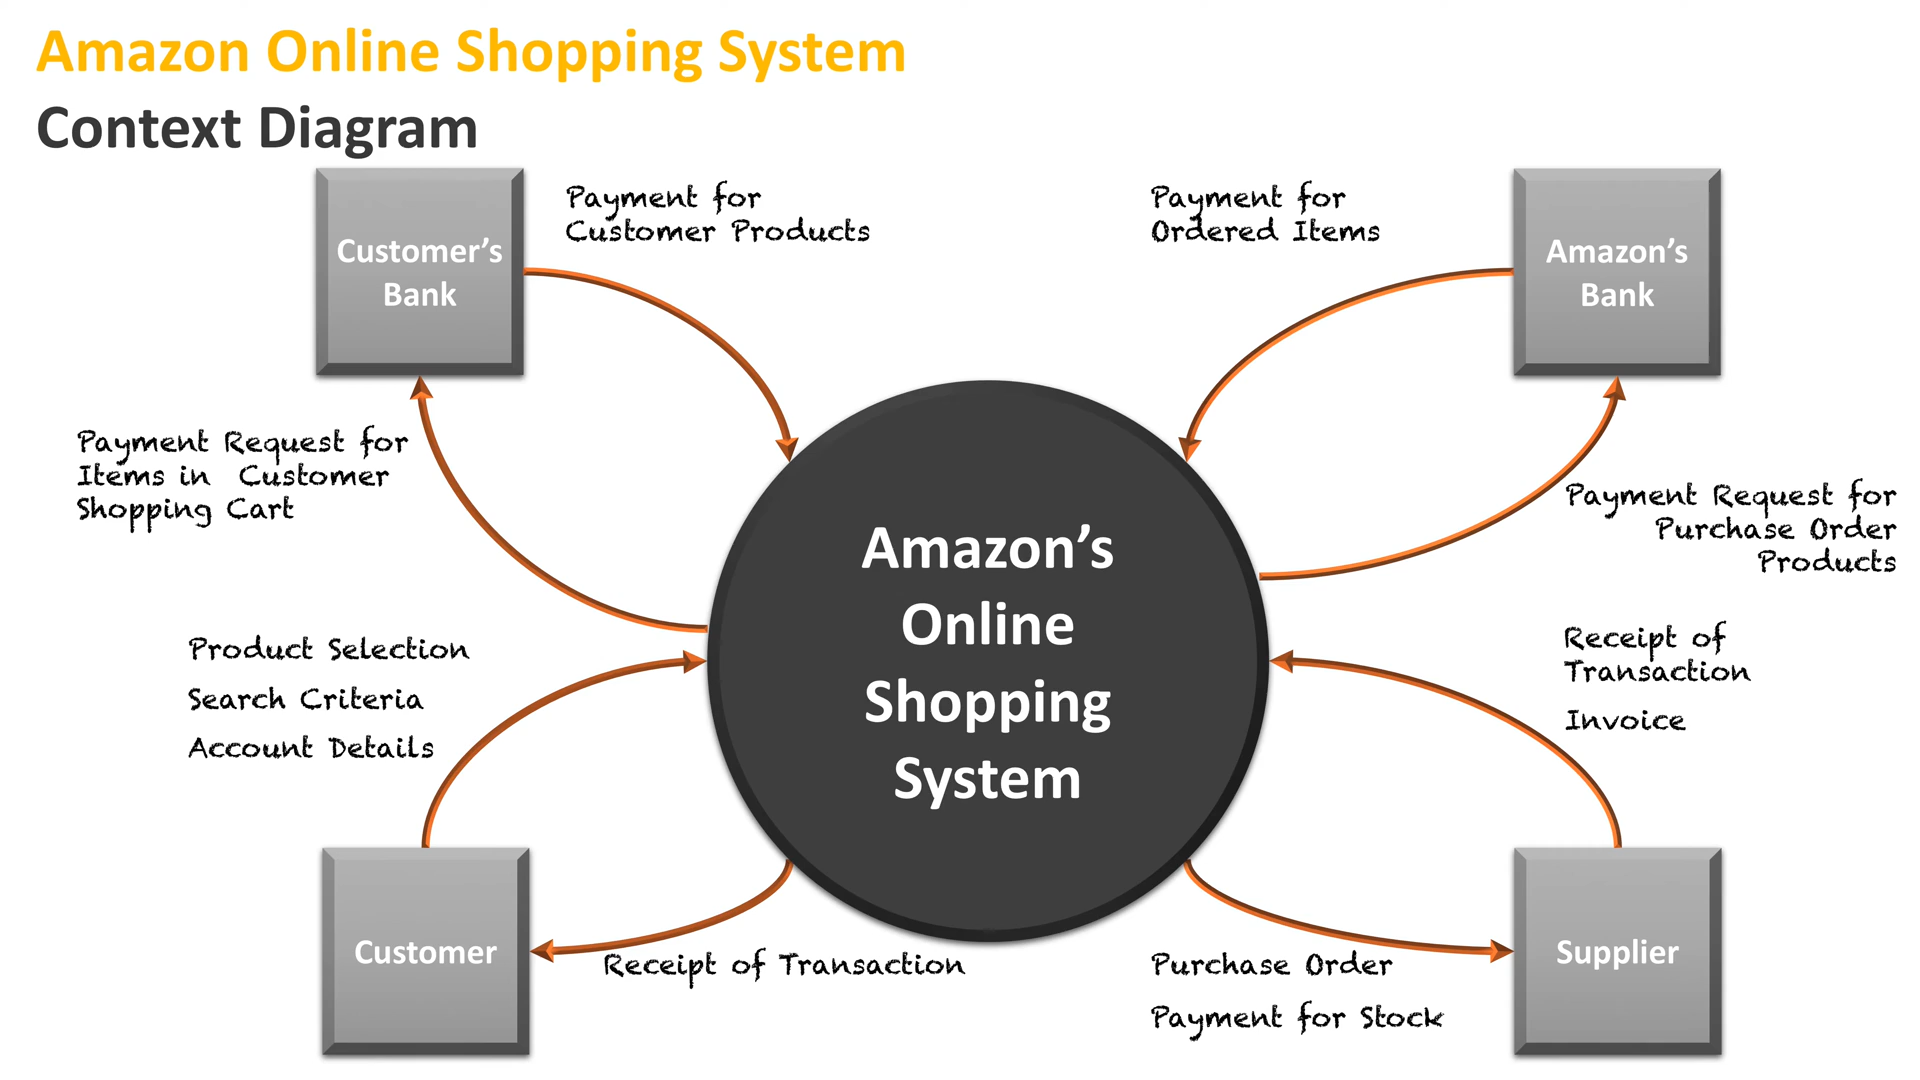 Amazon Online Shopping System
Context Diagram
Customer’s
Bank
Payment for
Customer Products
Payment for
Ordered Items
Amazon’s
Bank
Payment Request for
Items in  Customer
Shopping Cart
Payment Request for
Purchase Order
Products
Amazon’s
Online
Shopping
System
Product Selection
Search Criteria
Account Details
Receipt of
Transaction
Invoice
Customer
Receipt of Transaction
Purchase Order
Payment for Stock
Supplier